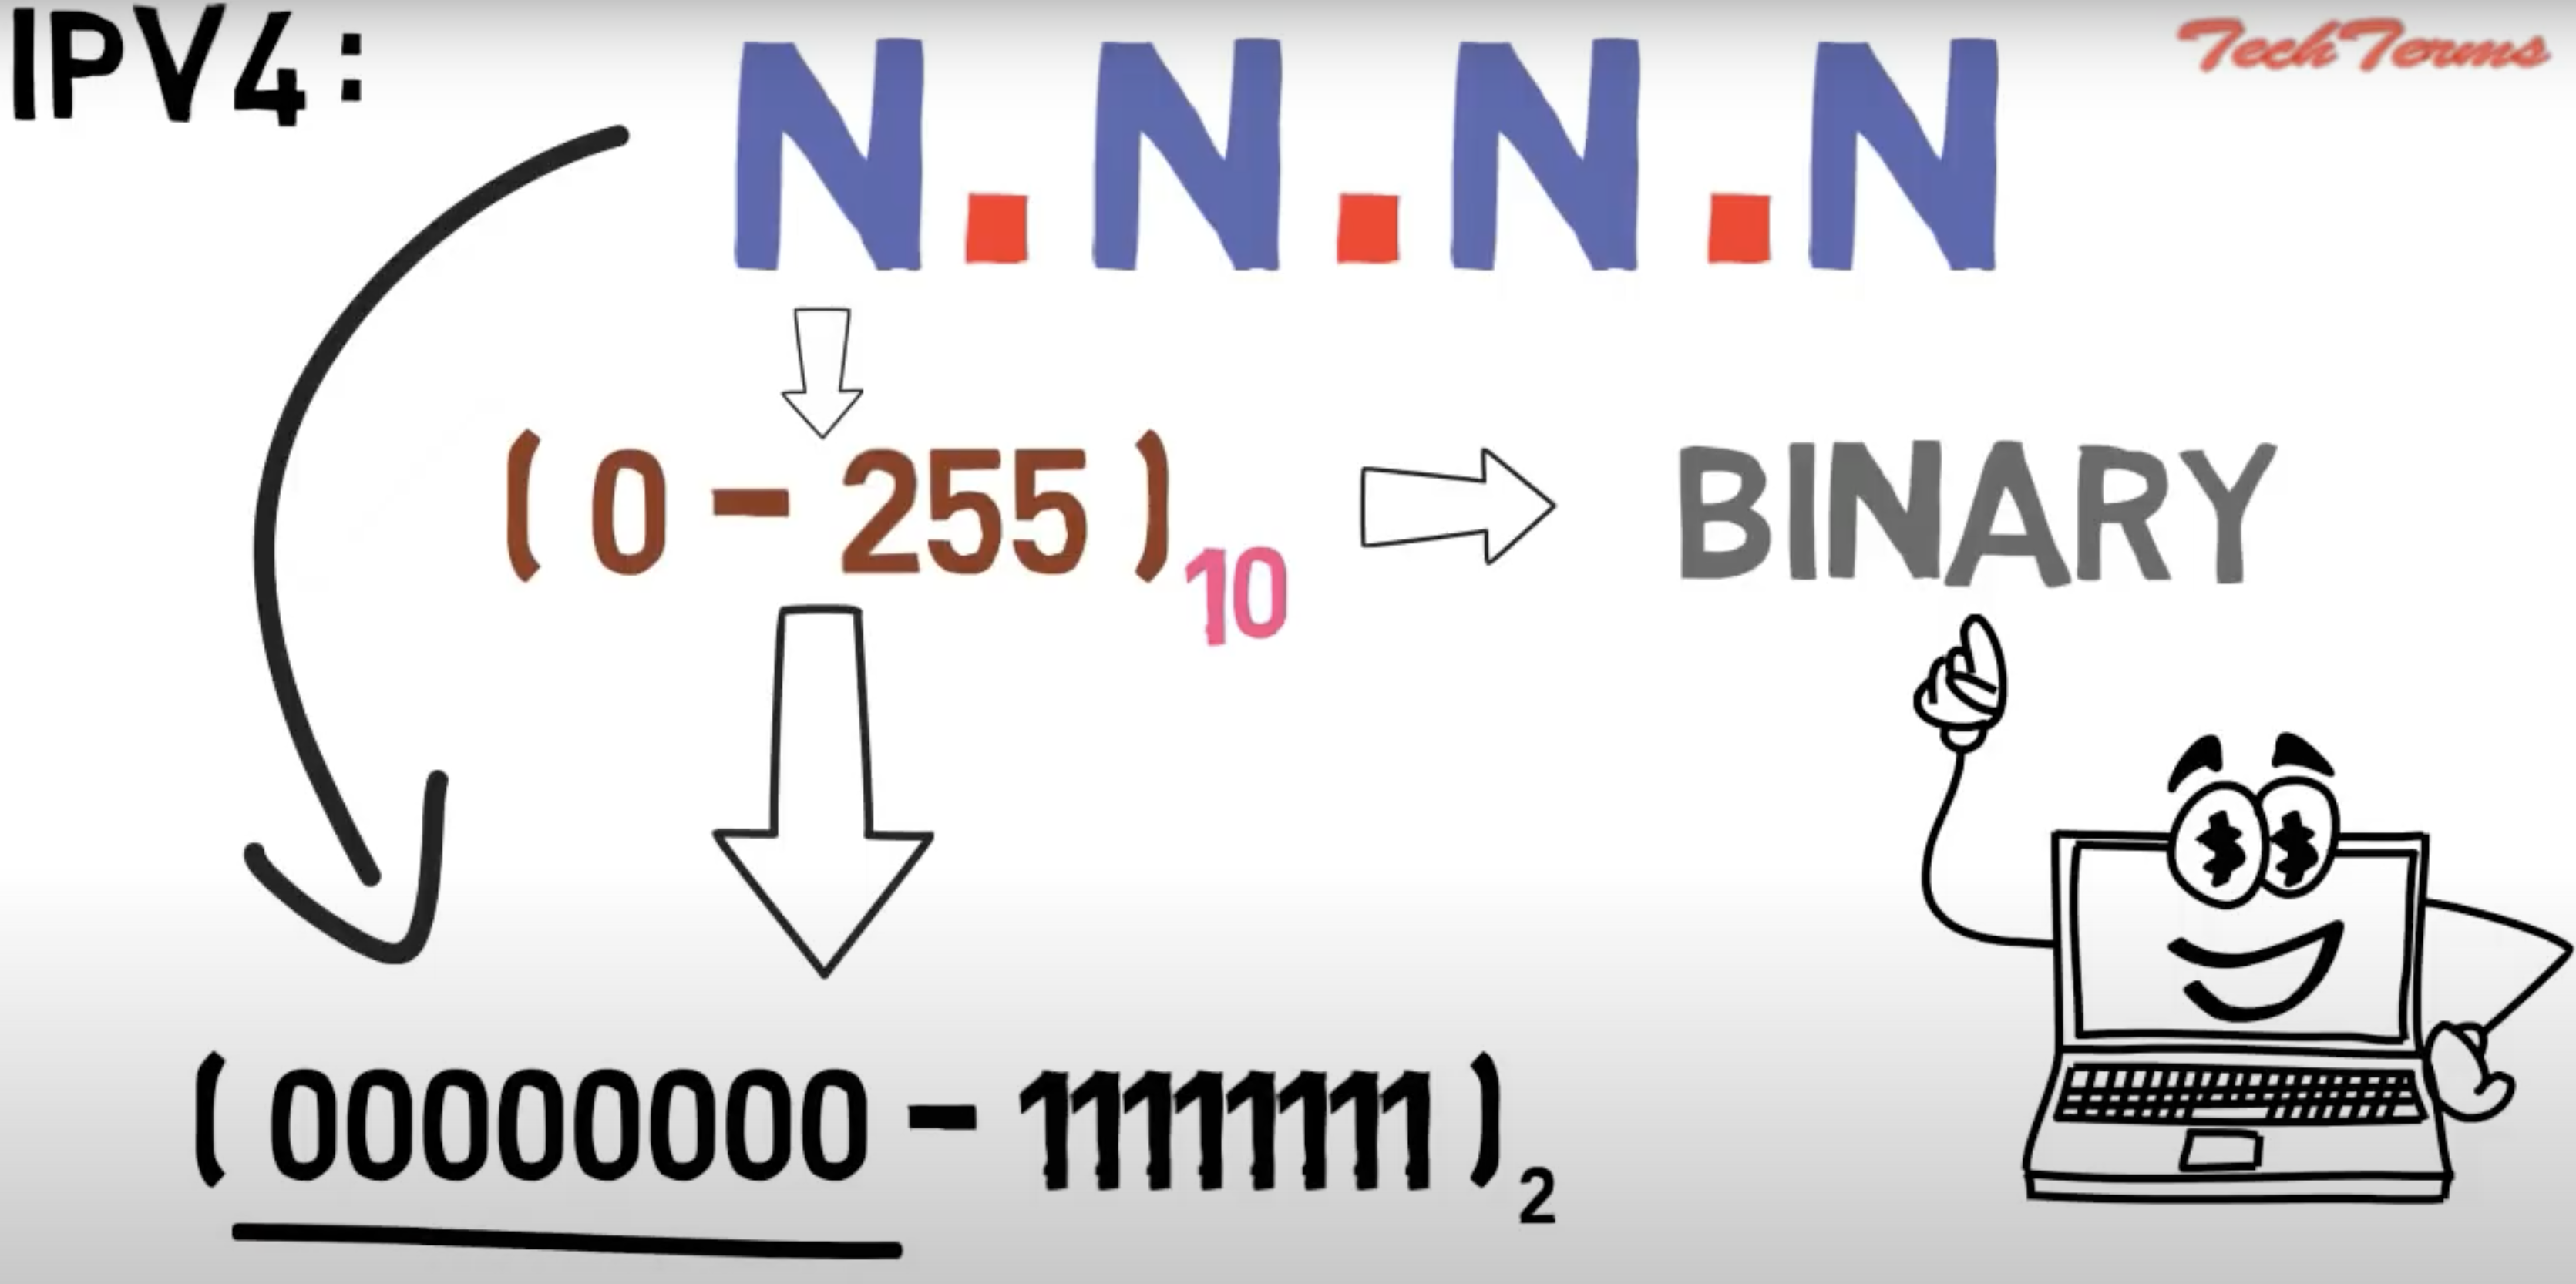 IPV4:
N.N.N.N
TechTerms
(0-255)10
BINARY
(00000000-11111111)2